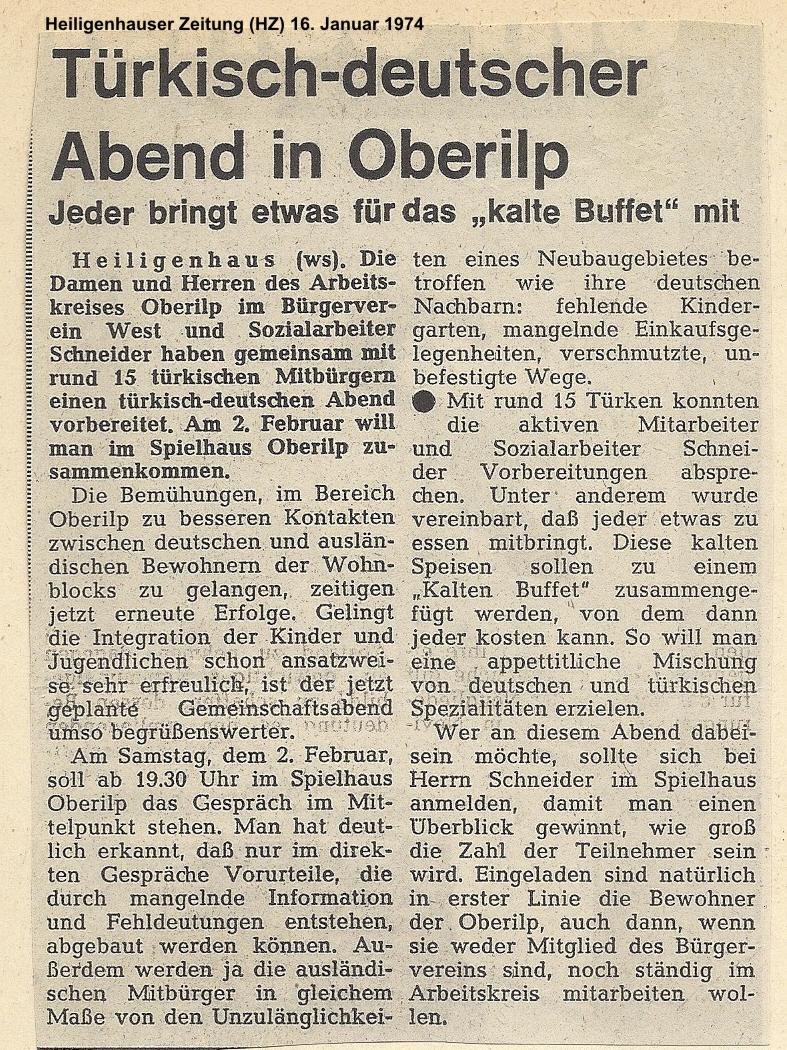 Heiligenhauser Zeitung (HZ) 16. Januar 1974
Türkisch-deutscher
Abend in Oberilp
Jeder bringt etwas für das „kalte Buffet“ mit
Heiligenhaus (ws). Die
Damen und Herren des Arbeits-
kreises Oberilp im Bürgerver-
ein West und Sozialarbeiter
Schneider haben gemeinsam mit
rund 15 türkischen Mitbürgern
einen türkisch-deutschen Abend
vorbereitet. Am 2. Februar will
man im Spielhaus Oberilp zu-
sammenkommen.
Die Bemühungen, im Bereich
Oberilp zu besseren Kontakten
zwischen deutschen und auslän-
dischen Bewohnern der Wohn-
blocks zu gelangen, zeitigen
jetzt erneute Erfolge. Gelingt
die Integration der Kinder und
Jugendlichen schon ansatzwei-
se sehr erfreulich, ist der jetzt
geplante Gemeinschaftsabend
umso begrüßenswerter.
Am Samstag, dem 2. Februar,
soll ab 19.30 Uhr im Spielhaus
Oberilp das Gespräch im Mit-
telpunkt stehen. Man hat deut-
lich erkannt, daß nur im direk-
ten Gespräche Vorurteile, die
durch mangelnde Information
und Fehldeutungen entstehen,
abgebaut werden können. Au-
ßerdem werden ja die ausländi-
schen Mitbürger in gleichem
Maße von den Unzulänglichkei-
ten eines Neubaugebietes be-
troffen wie ihre deutschen
Nachbarn: fehlende Kinder-
garten, mangelnde Einkaufsge-
legenheiten, verschmutzte, un-
befestigte Wege.
● Mit rund 15 Türken konnten
die aktiven Mitarbeiter
und Sozialarbeiter Schnei-
der Vorbereitungen abspre-
chen. Unter anderem wurde
vereinbart, daß jeder etwas zu
essen mitbringt. Diese kalten
Speisen sollen zu einem
„Kalten Buffet“ zusammenge-
fügt werden, von dem dann
jeder kosten kann. So will man
eine appettitliche Mischung
von deutschen und türkischen
Spezialitäten erzielen.
Wer an diesem Abend dabei-
sein möchte, sollte sich bei
Herrn Schneider im Spielhaus
anmelden, damit man einen
Überblick gewinnt, wie groß
die Zahl der Teilnehmer sein
wird. Eingeladen sind natürlich
in erster Linie die Bewohner
der Oberilp, auch dann, wenn
sie weder Mitglied des Bürger-
vereins sind, noch ständig im
Arbeitskreis mitarbeiten wol-
len.